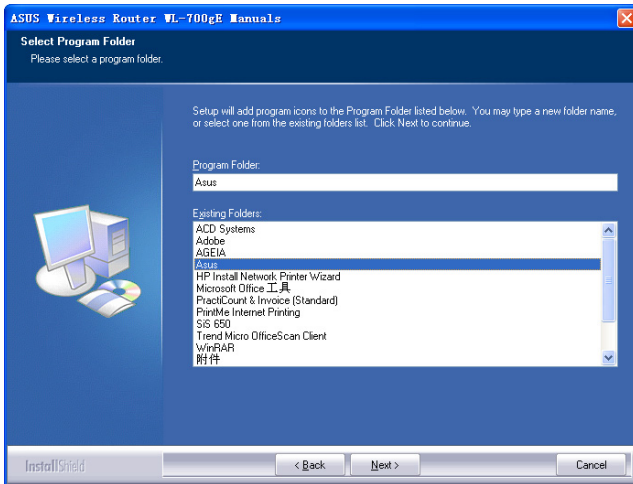 ASUS Wireless Router WL-700gE Manuals
Select Program Folder
Please select a program folder.
Setup will add program icons to the Program Folder listed below. You may type a new folder name,
or select one from the existing folders list. Click Next to continue.
Program Folder:
Asus
Existing Folders:
ACD Systems
Adobe
AGEIA
Asus
HP Install Network Printer Wizard
Microsoft Office 工具
PractiCount & Invoice (Standard)
PrintMe Internet Printing
SiS 650
Trend Micro OfficeScan Client
WinRAR
附件
InstallShield
< Back
Next >
Cancel